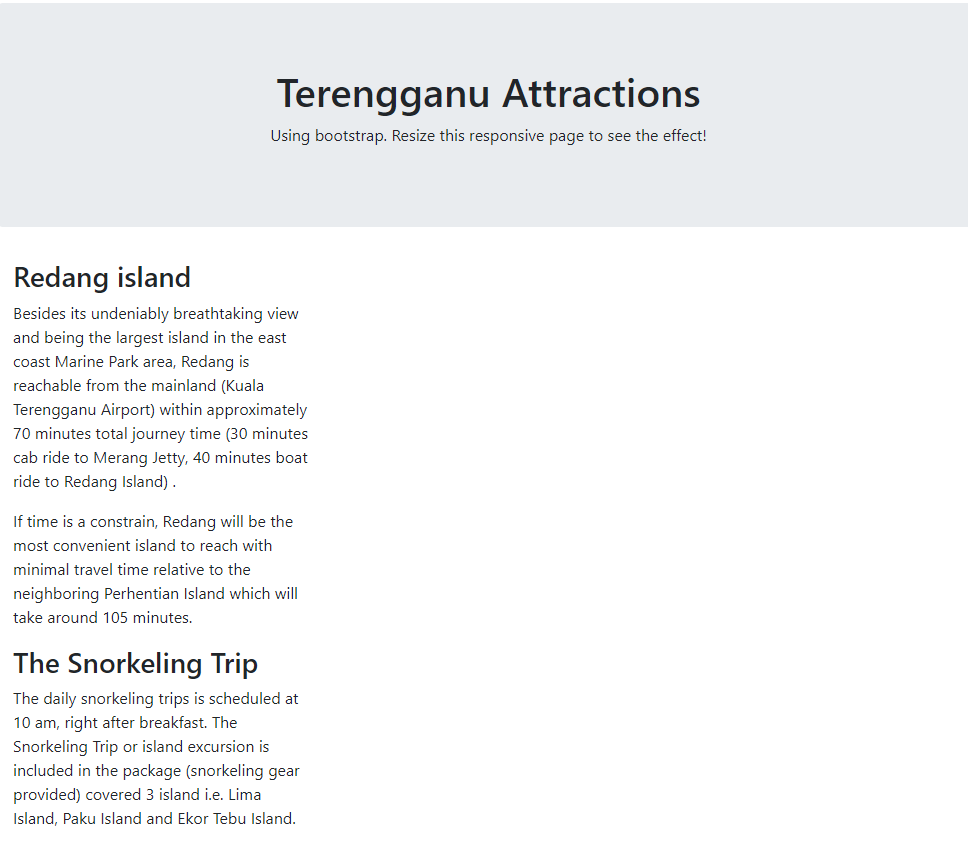 Terengganu Attractions
Using bootstrap. Resize this responsive page to see the effect!
Redang island
Besides its undeniably breathtaking view
and being the largest island in the east
coast Marine Park area, Redang is
reachable from the mainland (Kuala
Terengganu Airport) within approximately
70 minutes total journey time (30 minutes
cab ride to Merang Jetty, 40 minutes boat
ride to Redang Island) .
If time is a constrain, Redang will be the
most convenient island to reach with
minimal travel time relative to the
neighboring Perhentian Island which will
take around 105 minutes.
The Snorkeling Trip
The daily snorkeling trips is scheduled at
10 am, right after breakfast. The
Snorkeling Trip or island excursion is
included in the package (snorkeling gear
provided) covered 3 island i.e. Lima
Island, Paku Island and Ekor Tebu Island.